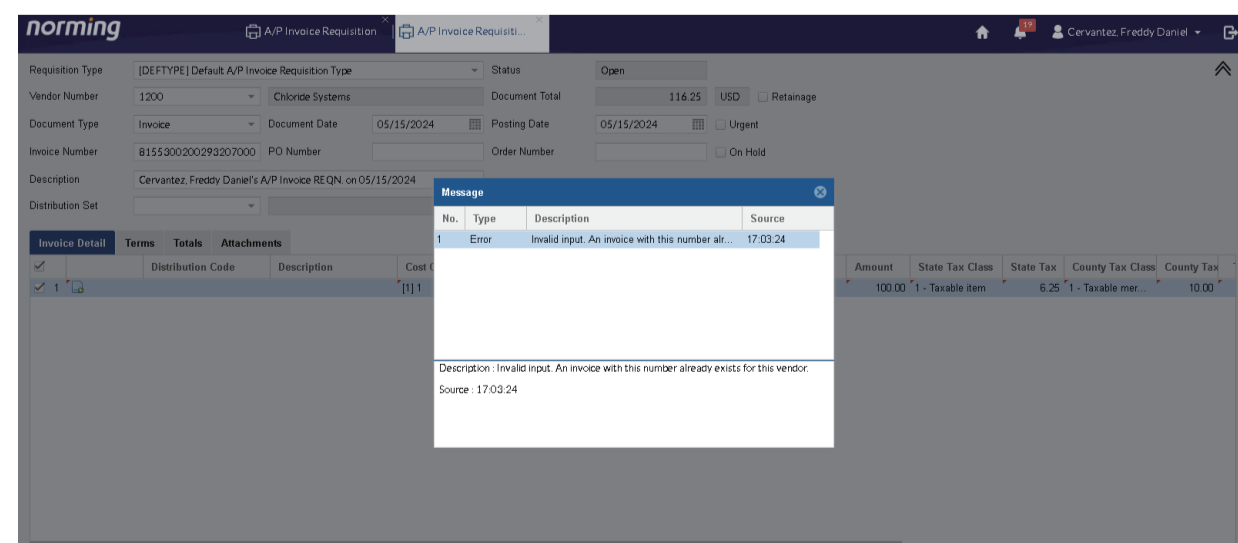 norming A/P Invoice Requisition × A/P Invoice Requisiti... × 19 Cervantez, Freddy Daniel
Requisition Type [DEFTYPE] Default A/P Invoice Requisition Type Status Open
Vendor Number 1200 Chloride Systems Document Total 116.25 USD Retainage
Document Type Invoice Document Date 05/15/2024 Posting Date 05/15/2024 Urgent
Invoice Number 8155300200293207000 PO Number Order Number On Hold
Description Cervantez, Freddy Daniel's A/P Invoice REQN. on 05/15/2024
Distribution Set
Message
No. Type Description Source
1 Error Invalid input. An invoice with this number alr... 17:03:24
Description : Invalid input. An invoice with this number already exists for this vendor.
Source : 17:03:24
Invoice Detail Terms Totals Attachments
Distribution Code Description Cost Amount State Tax Class State Tax County Tax Class County Tax
1 [1] 1 100.00 1 - Taxable item 6.25 1 - Taxable mer... 10.00